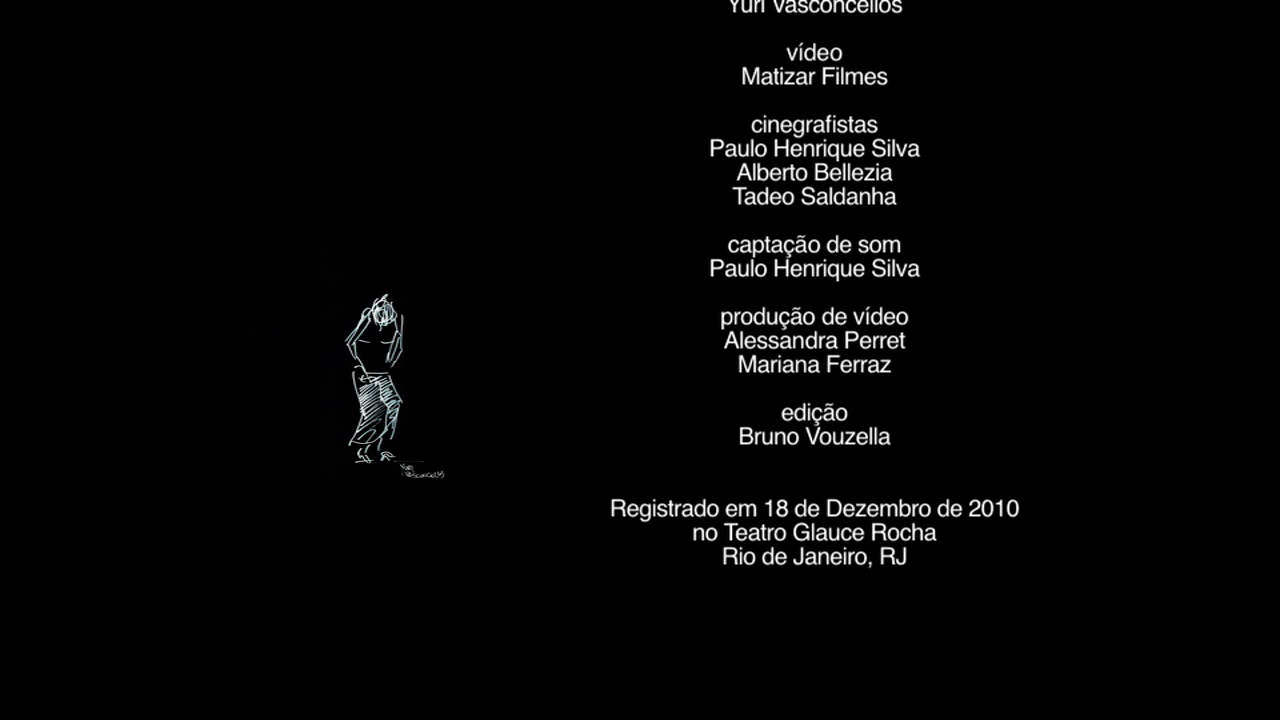 Yuri Vasconcellos
vídeo
Matizar Filmes
cinegrafistas
Paulo Henrique Silva
Alberto Bellezia
Tadeo Saldanha
captação de som
Paulo Henrique Silva
produção de vídeo
Alessandra Perret
Mariana Ferraz
edição
Bruno Vouzella
Registrado em 18 de Dezembro de 2010
no Teatro Glauce Rocha
Rio de Janeiro, RJ